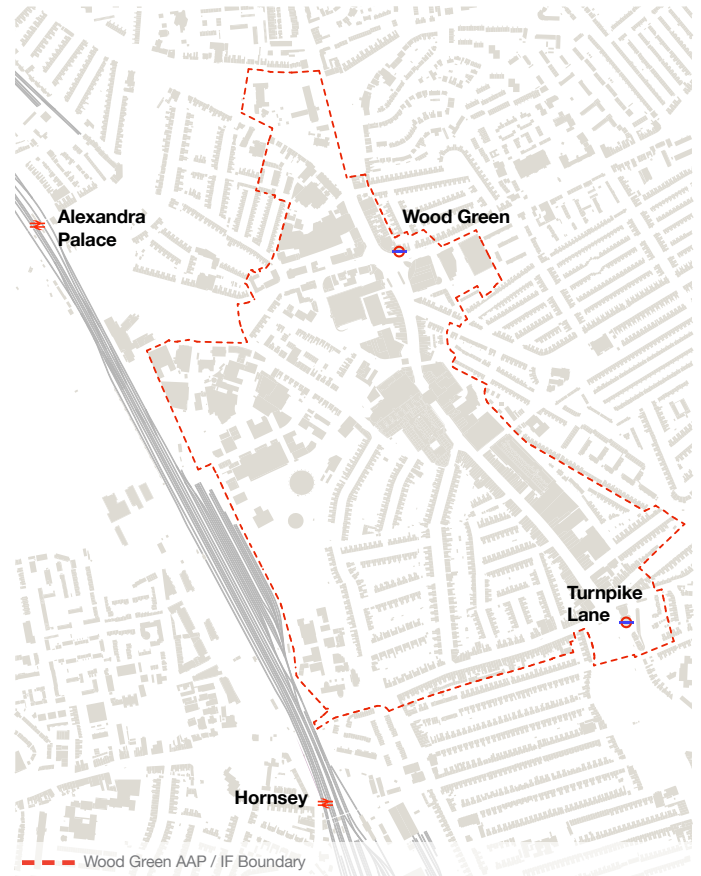 Alexandra
Palace
Wood Green
Turnpike
Lane
Hornsey
Wood Green AAP / IF Boundary